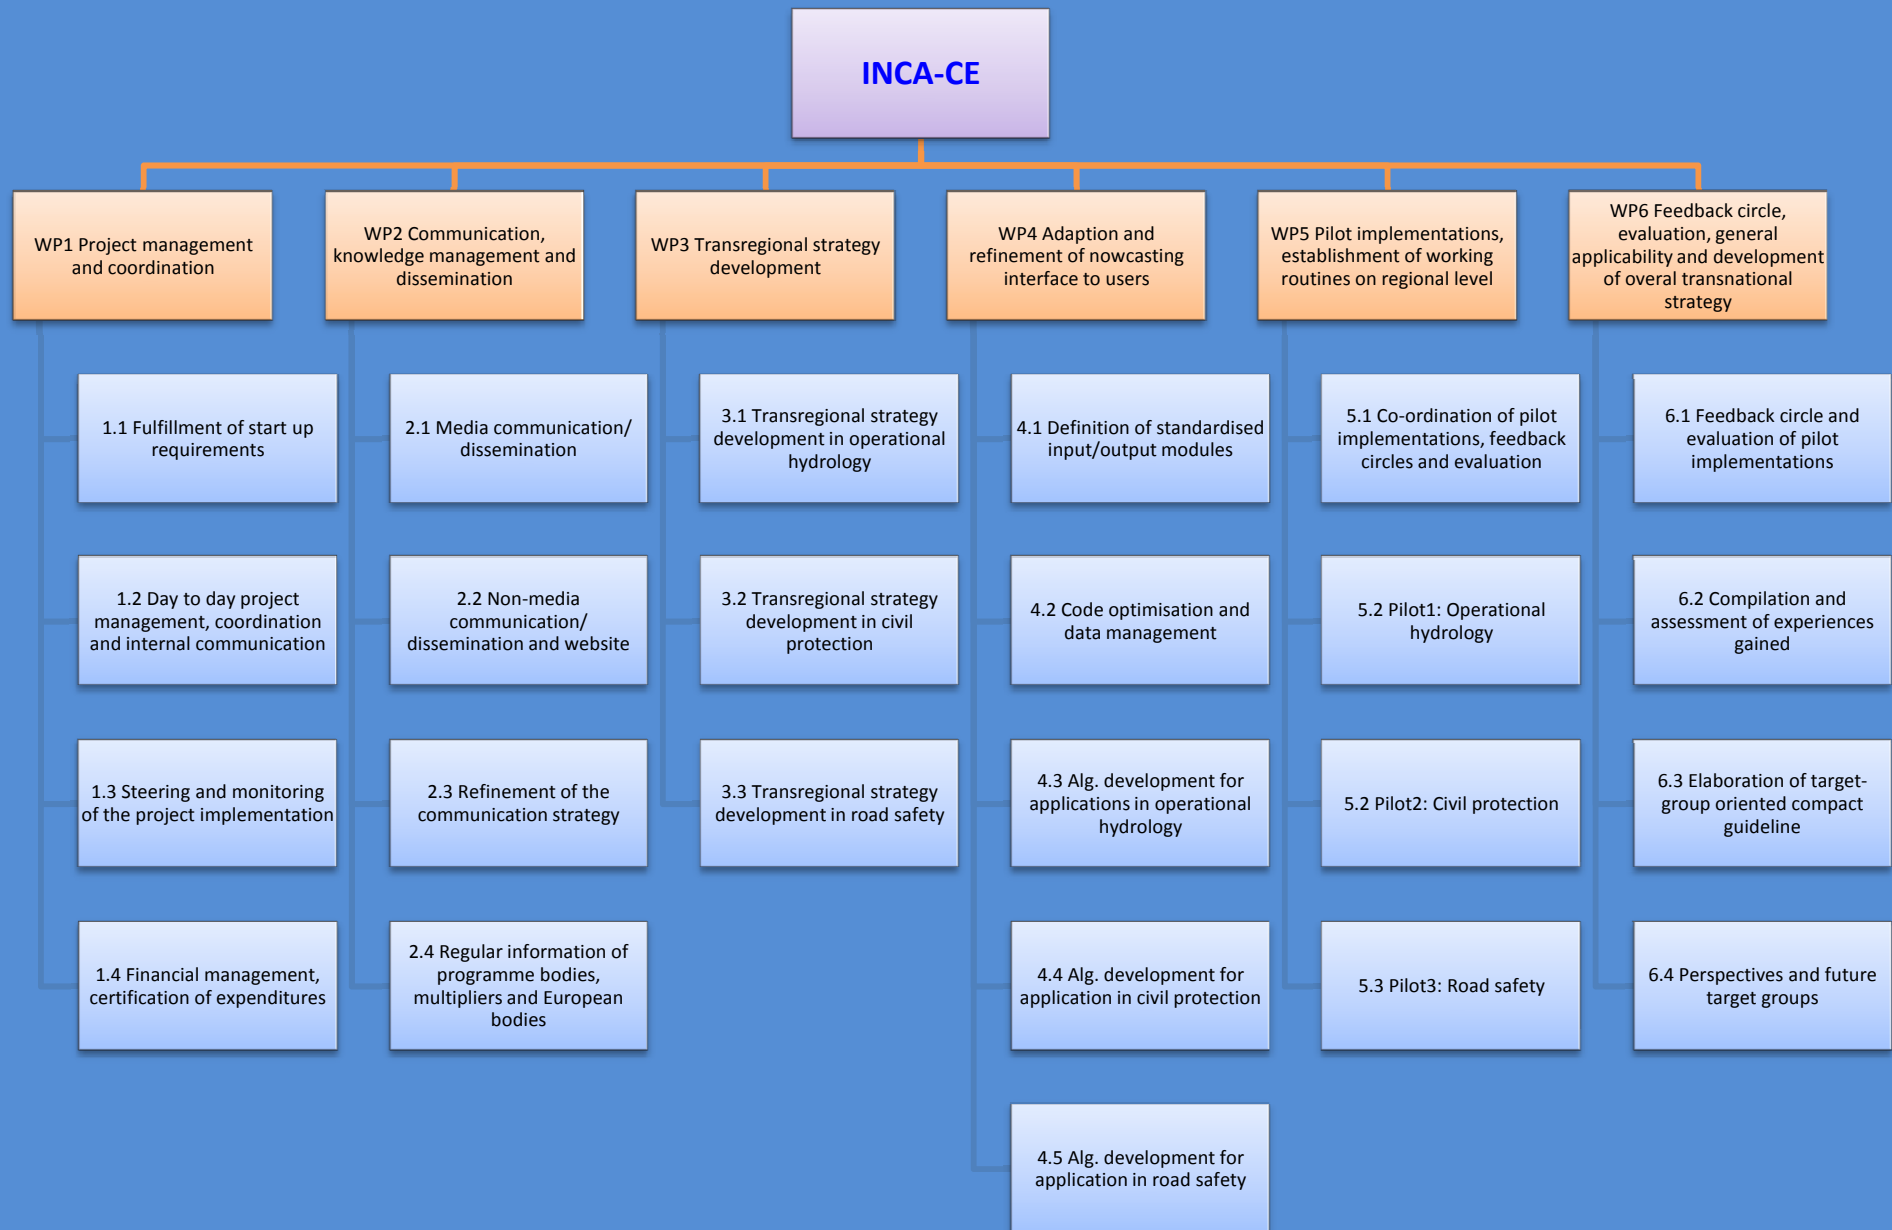 INCA-CE
WP1 Project management
and coordination
WP2 Communication,
knowledge management and
dissemination
WP3 Transregional strategy
development
WP4 Adaption and
refinement of nowcasting
interface to users
WP5 Pilot implementations,
establishment of working
routines on regional level
WP6 Feedback circle,
evaluation, general
applicability and development
of overal transnational
strategy
1.1 Fulfillment of start up
requirements
1.2 Day to day project
management, coordination
and internal communication
1.3 Steering and monitoring
of the project implementation
1.4 Financial management,
certification of expenditures
2.1 Media communication/
dissemination
2.2 Non-media
communication/
dissemination and website
2.3 Refinement of the
communication strategy
2.4 Regular information of
programme bodies,
multipliers and European
bodies
3.1 Transregional strategy
development in operational
hydrology
3.2 Transregional strategy
development in civil
protection
3.3 Transregional strategy
development in road safety
4.1 Definition of standardised
input/output modules
4.2 Code optimisation and
data management
4.3 Alg. development for
applications in operational
hydrology
4.4 Alg. development for
application in civil protection
4.5 Alg. development for
application in road safety
5.1 Co-ordination of pilot
implementations, feedback
circles and evaluation
5.2 Pilot1: Operational
hydrology
5.2 Pilot2: Civil protection
5.3 Pilot3: Road safety
6.1 Feedback circle and
evaluation of pilot
implementations
6.2 Compilation and
assessment of experiences
gained
6.3 Elaboration of target-
group oriented compact
guideline
6.4 Perspectives and future
target groups